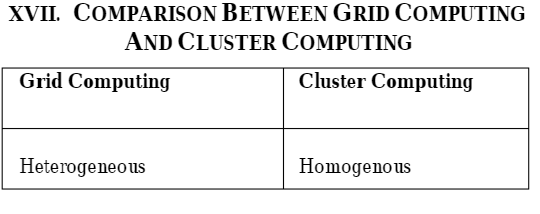 XVII. COMPARISON BETWEEN GRID COMPUTING
AND CLUSTER COMPUTING
Grid Computing Cluster Computing
Heterogeneous Homogenous